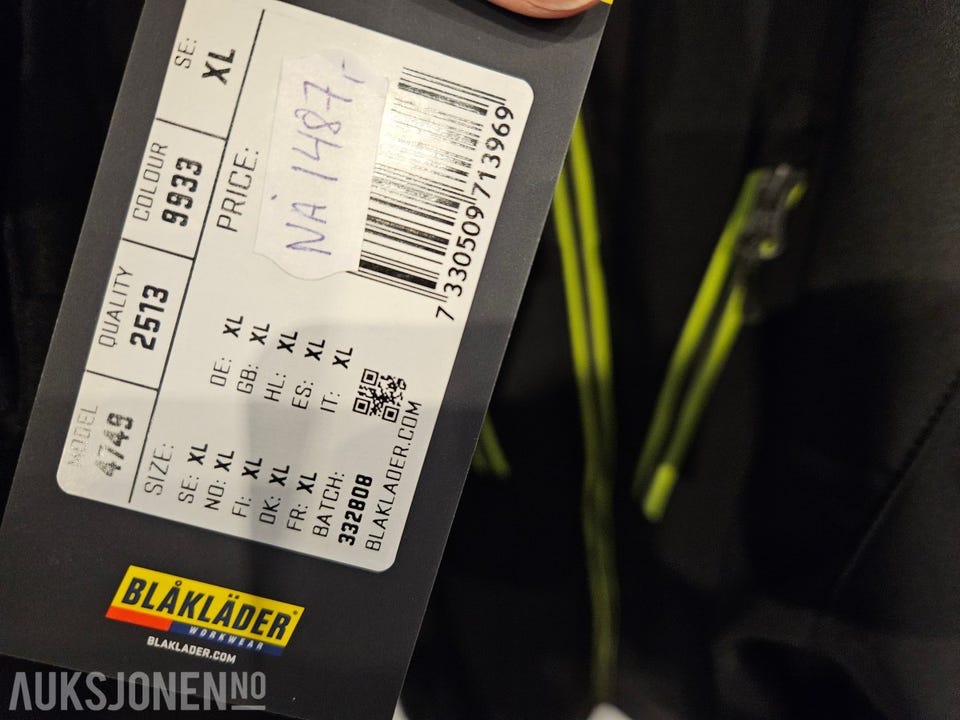 MODEL
4749
QUALITY
2513
COLOUR
9933
SE:
XL
SIZE:
SE: XL
NO: XL
FI: XL
DK: XL
FR: XL
BATCH:
332808
BLAKLADER.COM
DE: XL
GB: XL
HL: XL
ES: XL
IT: XL
PRICE:
NÅ 1487,-
7 330509 713969
BLÅKLÄDER®
WORKWEAR
BLAKLADER.COM
AUKSJONEN NO